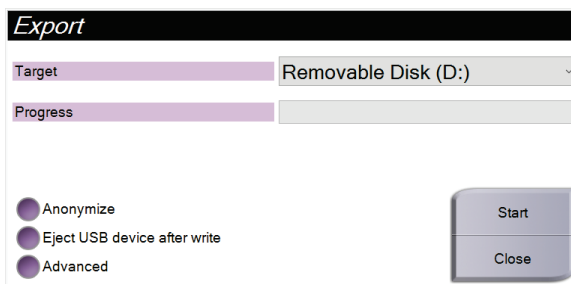 Export
Target
Removable Disk (D:)
Progress
Anonymize
Eject USB device after write
Advanced
Start
Close